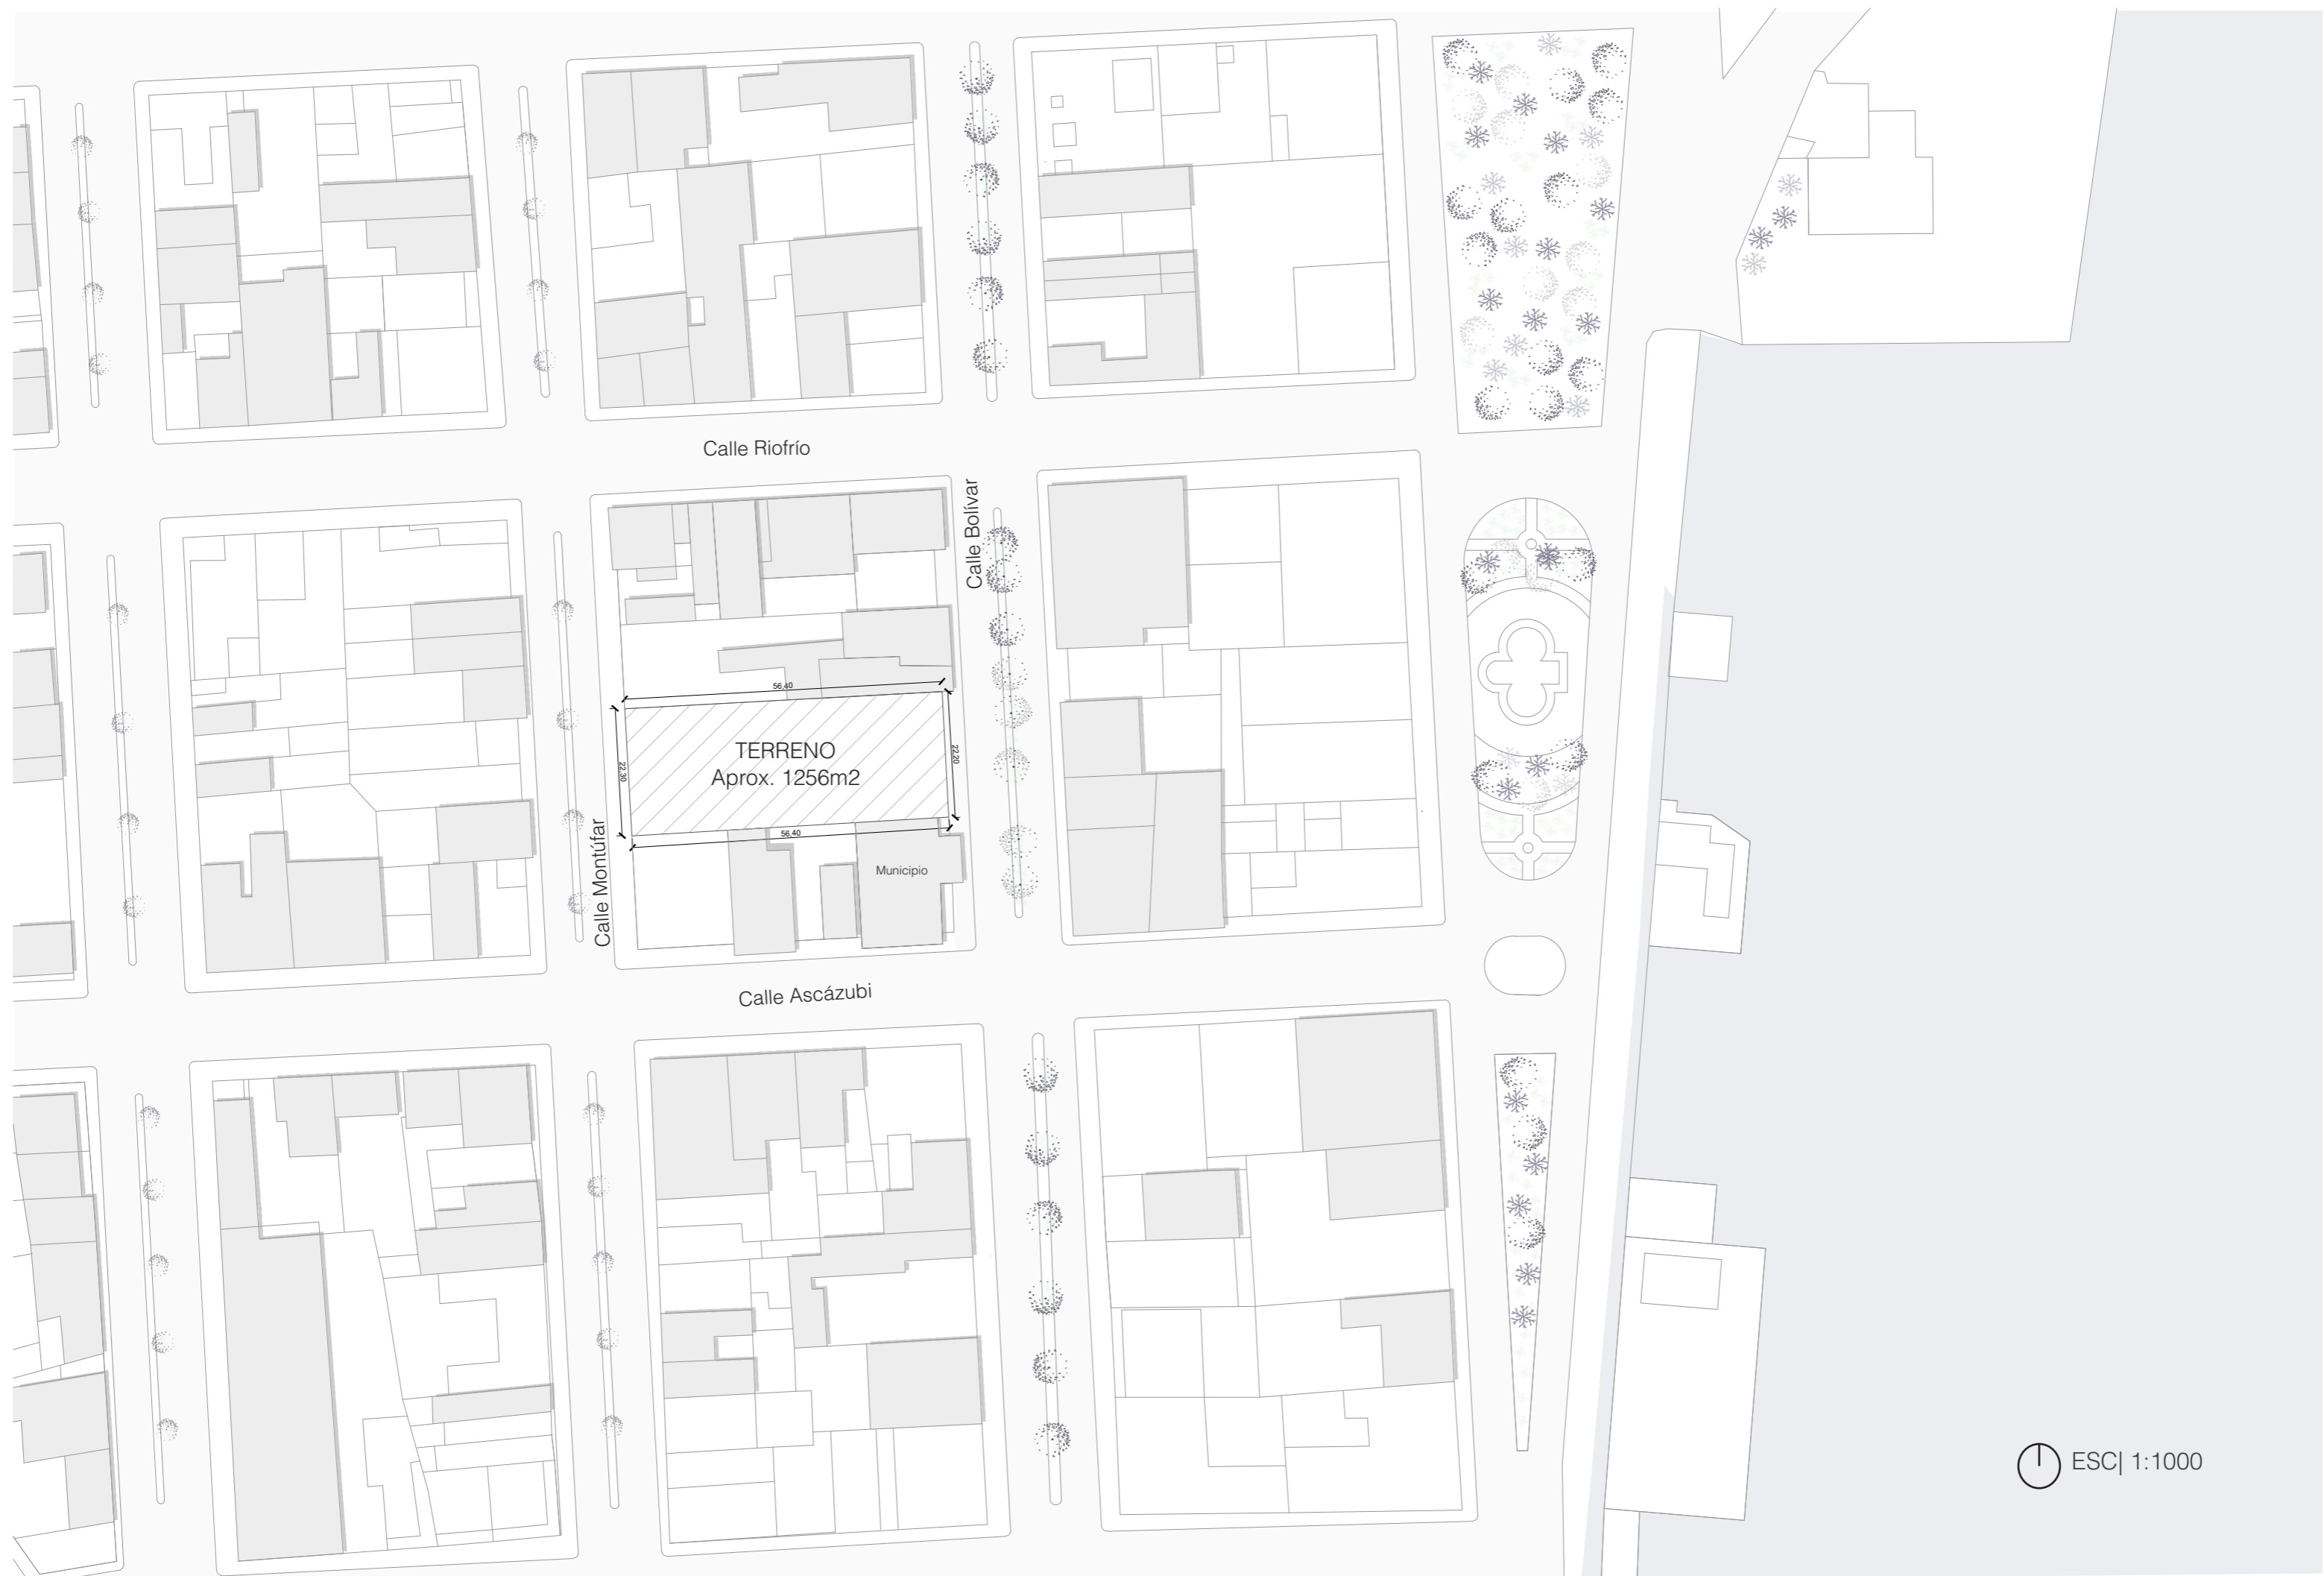 Calle Riofrío
Calle Bolívar
56,40
TERRENO
Aprox. 1256m2
22,30
22,20
56,40
Calle Montúfar
Municipio
Calle Ascázubi
ESC| 1:1000